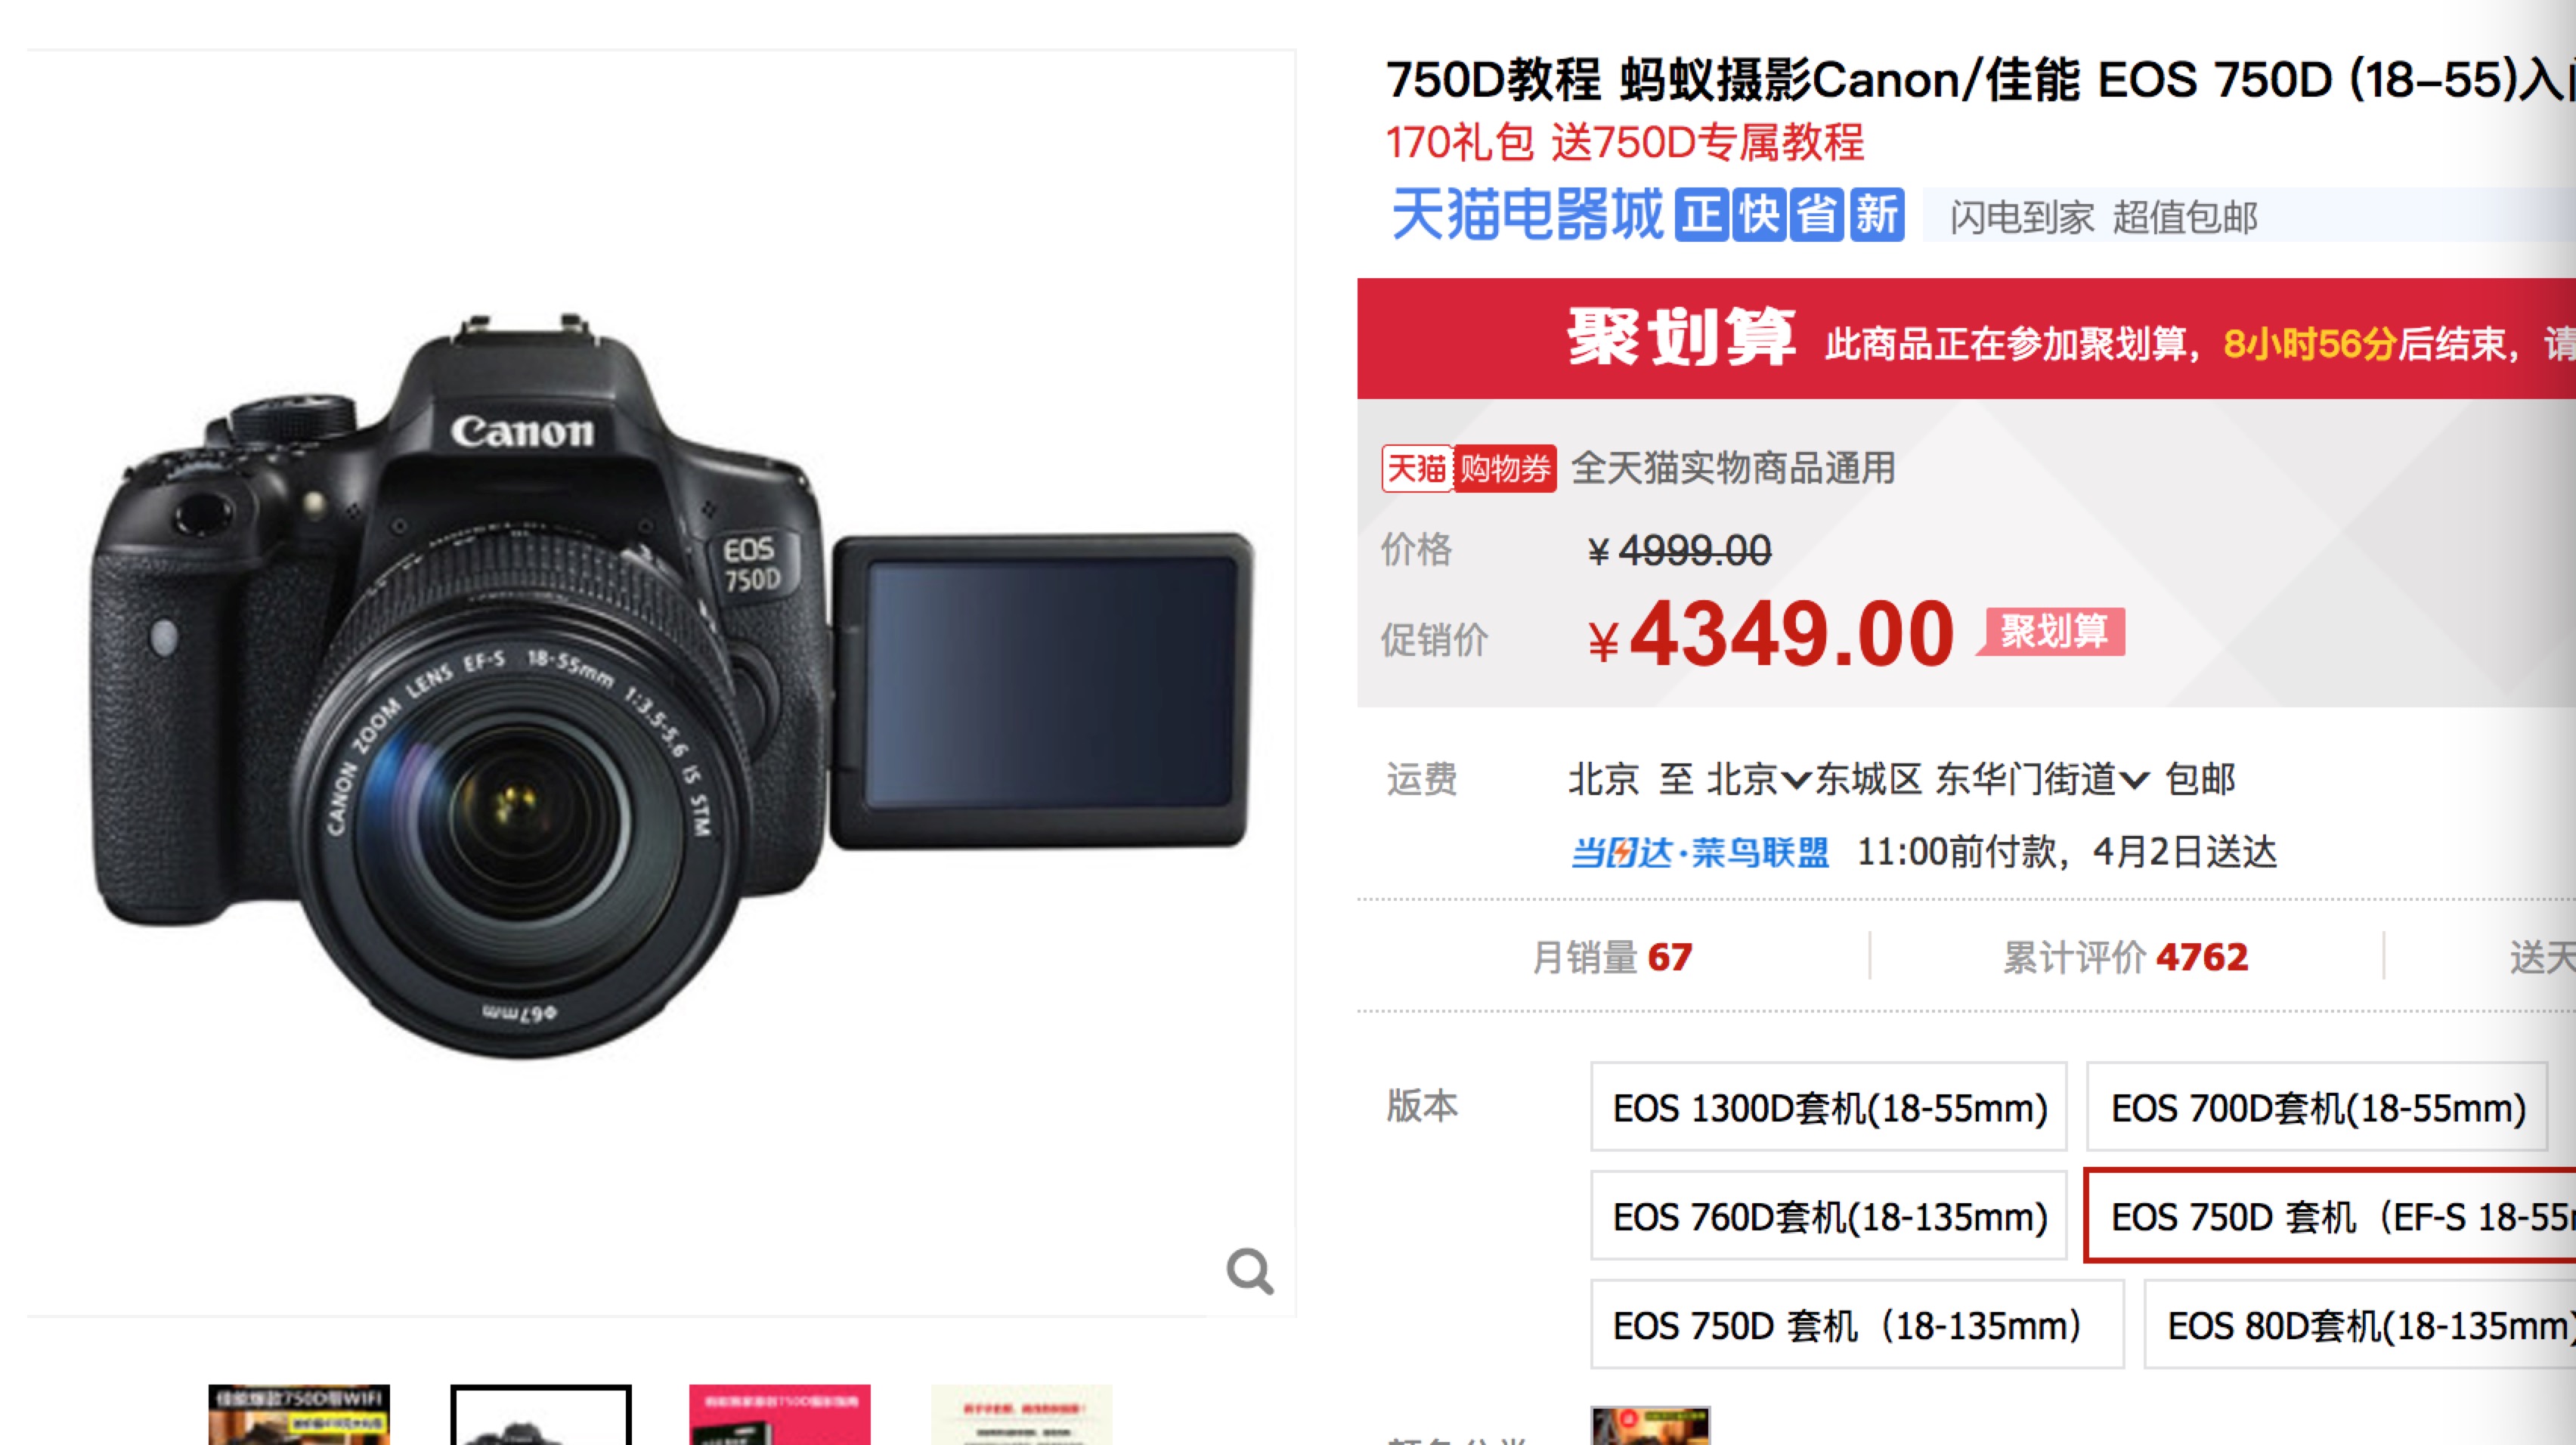 750D教程 蚂蚁摄影Canon/佳能 EOS 750D (18-55)入
170礼包 送750D专属教程
天猫电器城 正 快 省 新 闪电到家 超值包邮
聚划算 此商品正在参加聚划算，8小时56分后结束，请
天猫 购物券 全天猫实物商品通用
价格 ¥ 4999.00
促销价 ¥ 4349.00 聚划算
运费 北京 至 北京 东城区 东华门街道 包邮
当日达·菜鸟联盟 11:00前付款，4月2日送达
月销量 67 累计评价 4762 送天
版本 EOS 1300D套机(18-55mm) EOS 700D套机(18-55mm)
EOS 760D套机(18-135mm) EOS 750D 套机（EF-S 18-55
EOS 750D 套机（18-135mm） EOS 80D套机(18-135mm)
Canon
EOS
750D
CANON ZOOM LENS EF-S 18-55mm 1:3.5-5.6 IS STM
Φ67mm
佳能爆款750D带WIFI